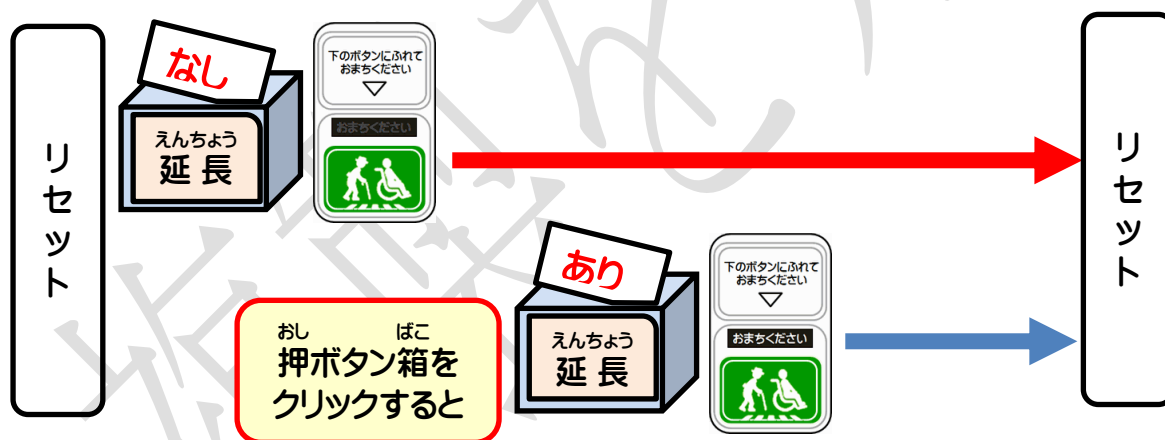 リセット
なし
えんちょう
延長
下のボタンにふれて
おまちください
おまちください
リセット
あり
えんちょう
延長
下のボタンにふれて
おまちください
おまちください
おし ばこ
押ボタン箱を
クリックすると